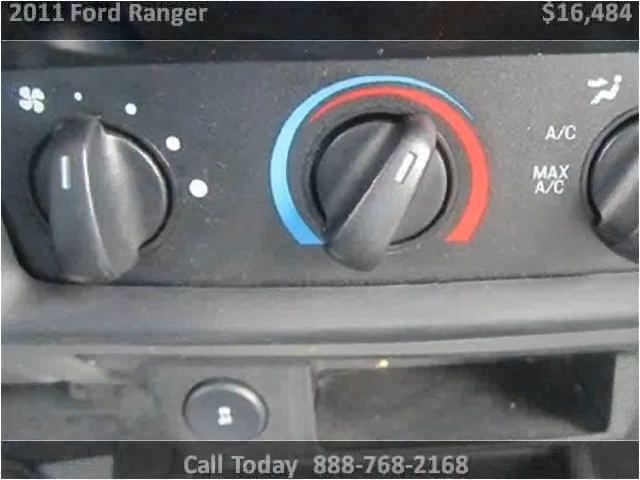 2011 Ford Ranger $16,484
A/C
MAX
A/C
Call Today 888-768-2168